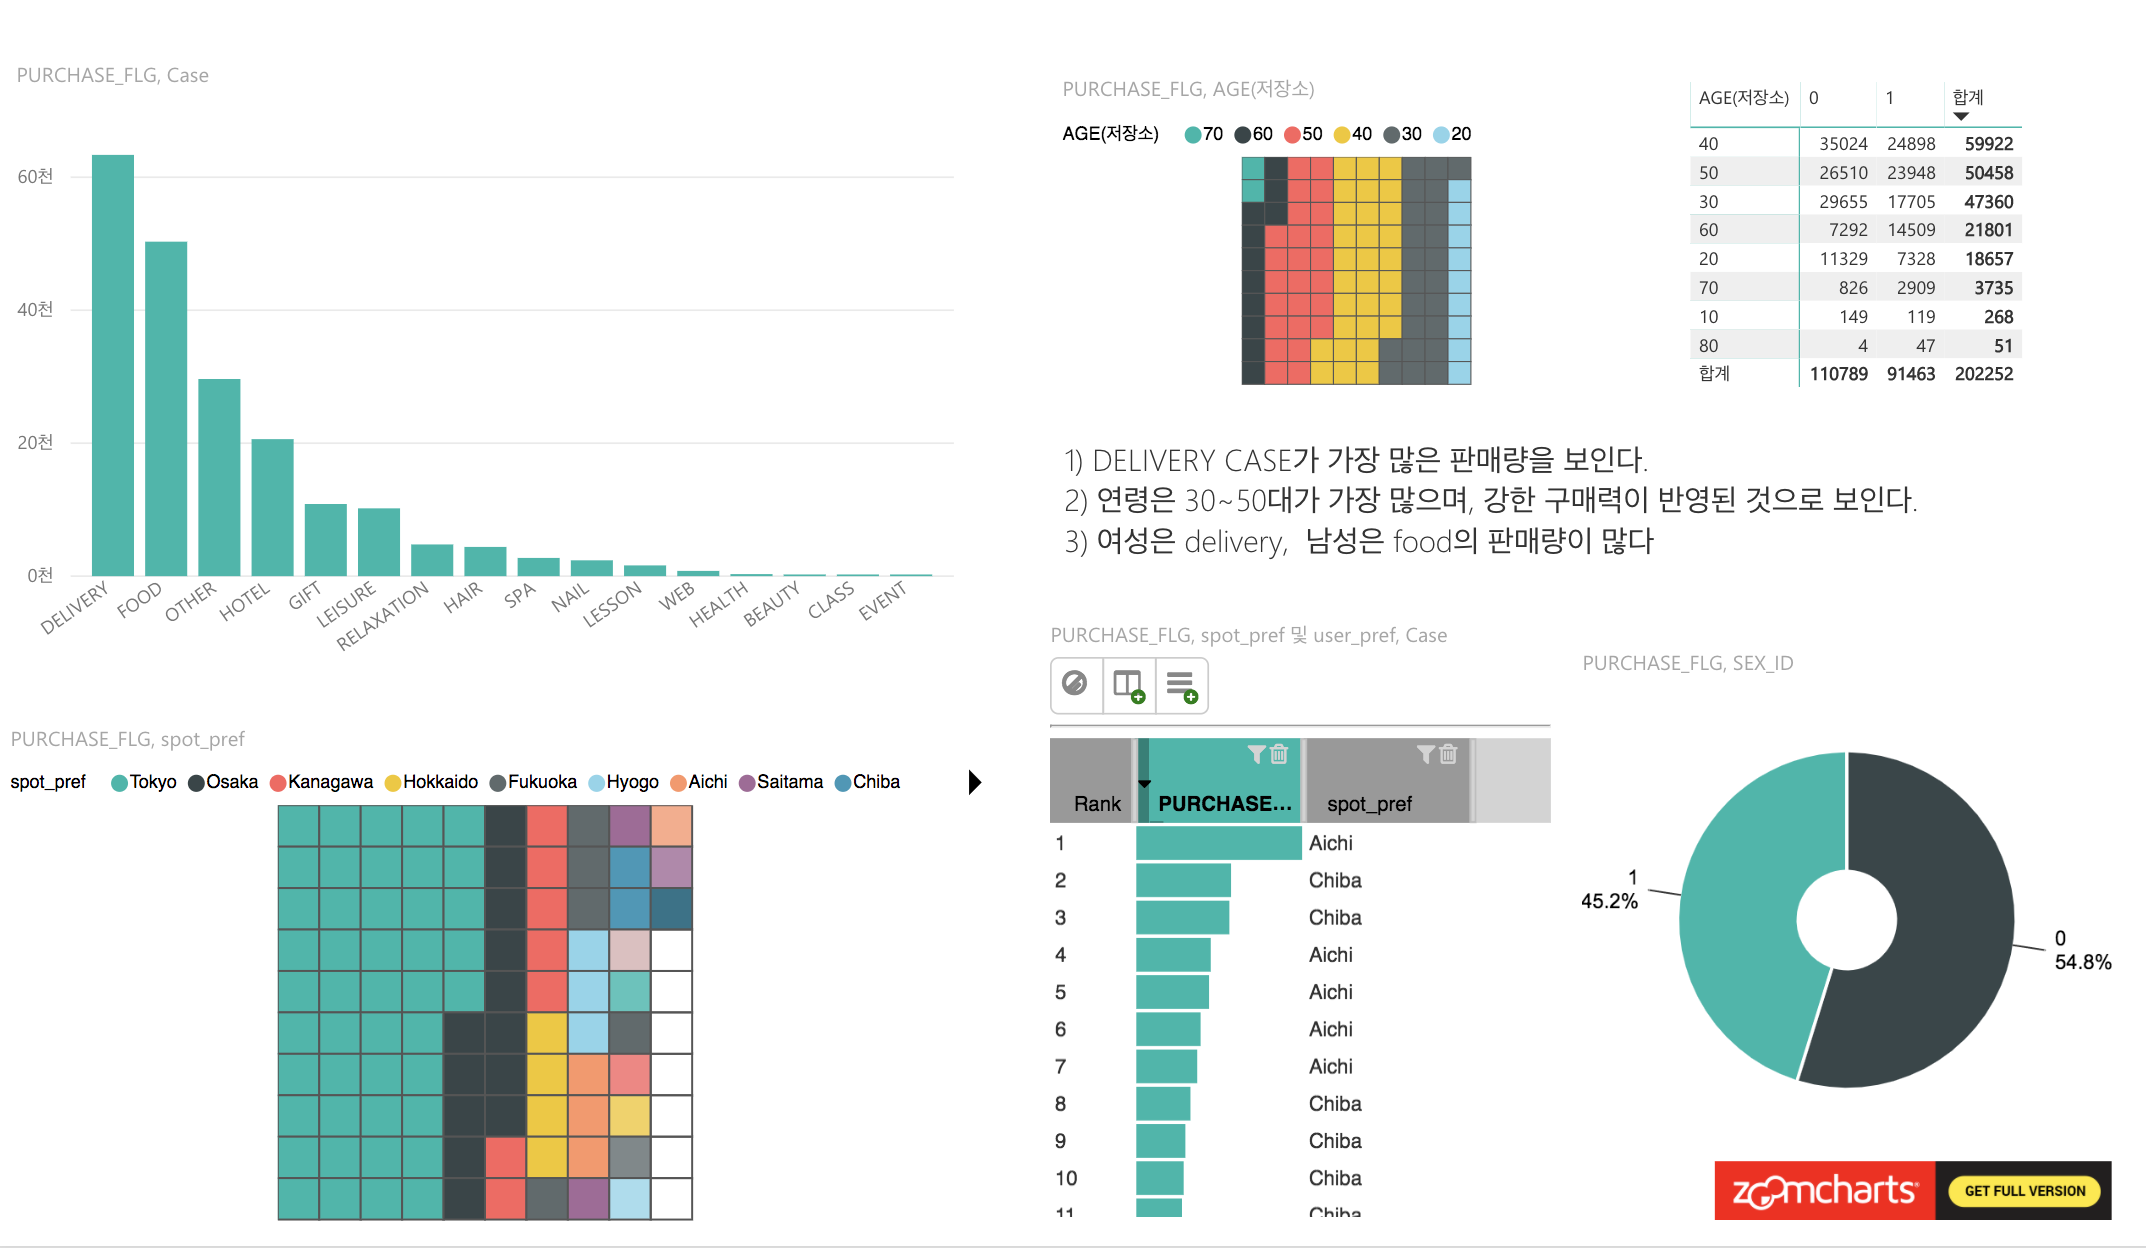 PURCHASE_FLG, Case
60천
40천
20천
0천
DELIVERY
FOOD
OTHER
HOTEL
GIFT
LEISURE
RELAXATION
HAIR
SPA
NAIL
LESSON
WEB
HEALTH
BEAUTY
CLASS
EVENT
PURCHASE_FLG, AGE(저장소)
AGE(저장소) 70 60 50 40 30 20
AGE(저장소) 0 1 합계
40 35024 24898 59922
50 26510 23948 50458
30 29655 17705 47360
60 7292 14509 21801
20 11329 7328 18657
70 826 2909 3735
10 149 119 268
80 4 47 51
합계 110789 91463 202252
1) DELIVERY CASE가 가장 많은 판매량을 보인다.
2) 연령은 30~50대가 가장 많으며, 강한 구매력이 반영된 것으로 보인다.
3) 여성은 delivery, 남성은 food의 판매량이 많다
PURCHASE_FLG, spot_pref
spot_pref Tokyo Osaka Kanagawa Hokkaido Fukuoka Hyogo Aichi Saitama Chiba
PURCHASE_FLG, spot_pref 및 user_pref, Case
Rank PURCHASE... spot_pref
1 Aichi
2 Chiba
3 Chiba
4 Aichi
5 Aichi
6 Aichi
7 Aichi
8 Chiba
9 Chiba
10 Chiba
11 Chiba
PURCHASE_FLG, SEX_ID
1
45.2%
0
54.8%
zoomcharts GET FULL VERSION